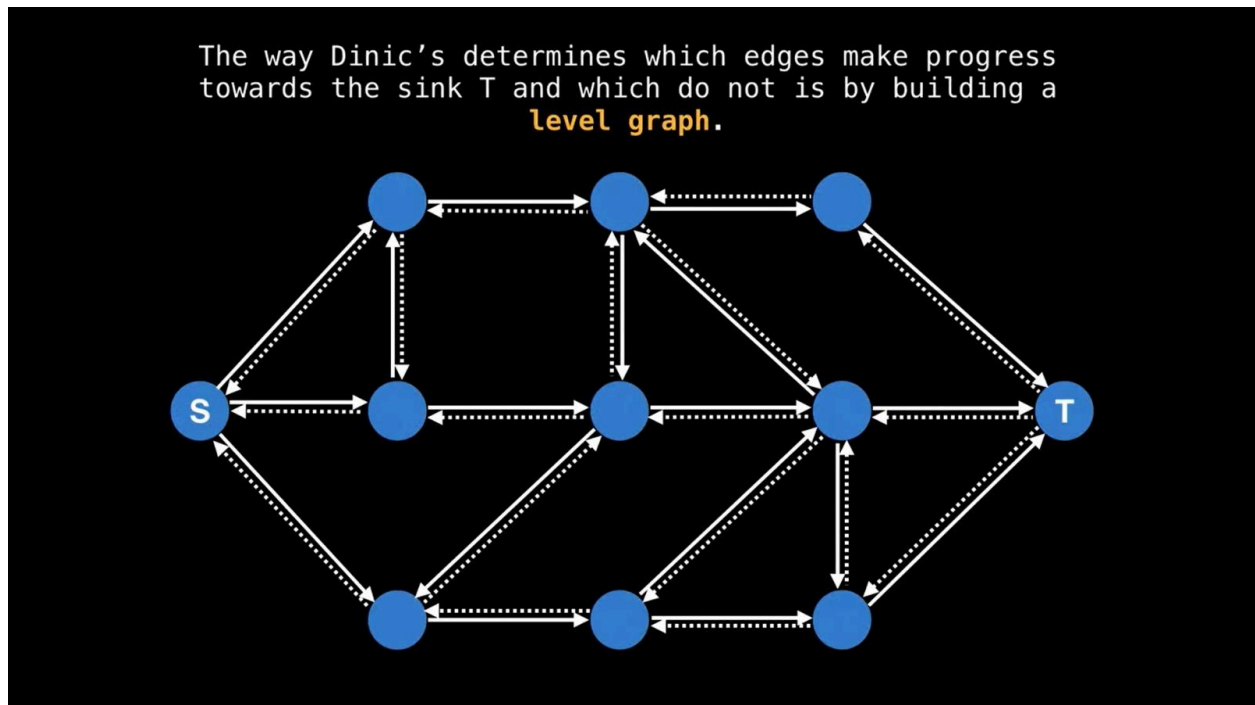 The way Dinic’s determines which edges make progress
towards the sink T and which do not is by building a
level graph.
S
T